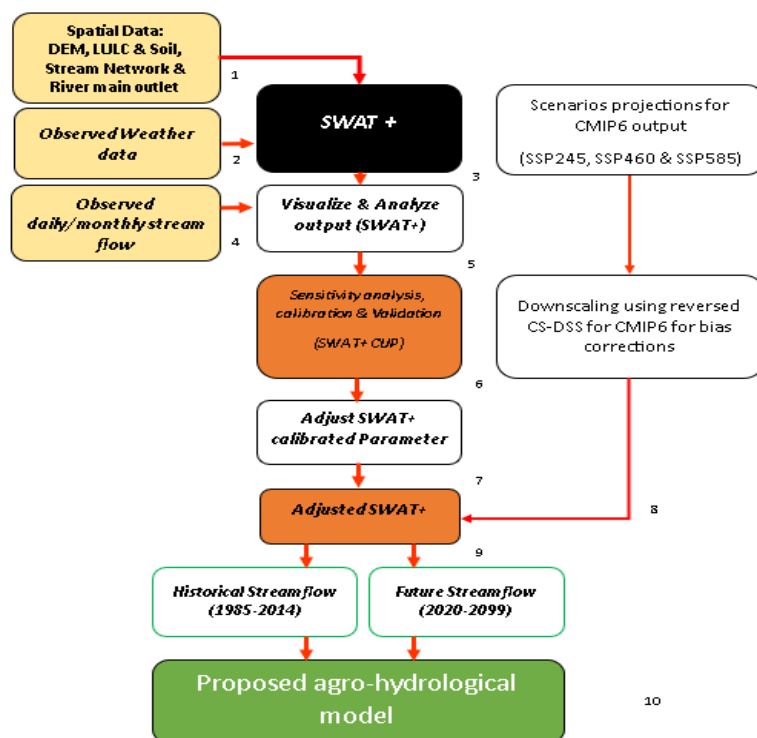 Spatial Data:
DEM, LULC & Soil,
Stream Network &
River main outlet
1
SWAT +
Observed Weather
data
2
3
Scenarios projections for
CMIP6 output
(SSP245, SSP460 & SSP585)
Observed
daily/monthly stream
flow
4
Visualize & Analyze
output (SWAT+)
5
Sensitivity analysis,
calibration & Validation
(SWAT+ CUP)
6
Downscaling using reversed
CS-DSS for CMIP6 for bias
corrections
Adjust SWAT+
calibrated Parameter
7
Adjusted SWAT+
8
9
Historical Streamflow
(1985-2014)
Future Streamflow
(2020-2099)
Proposed agro-hydrological
model
10